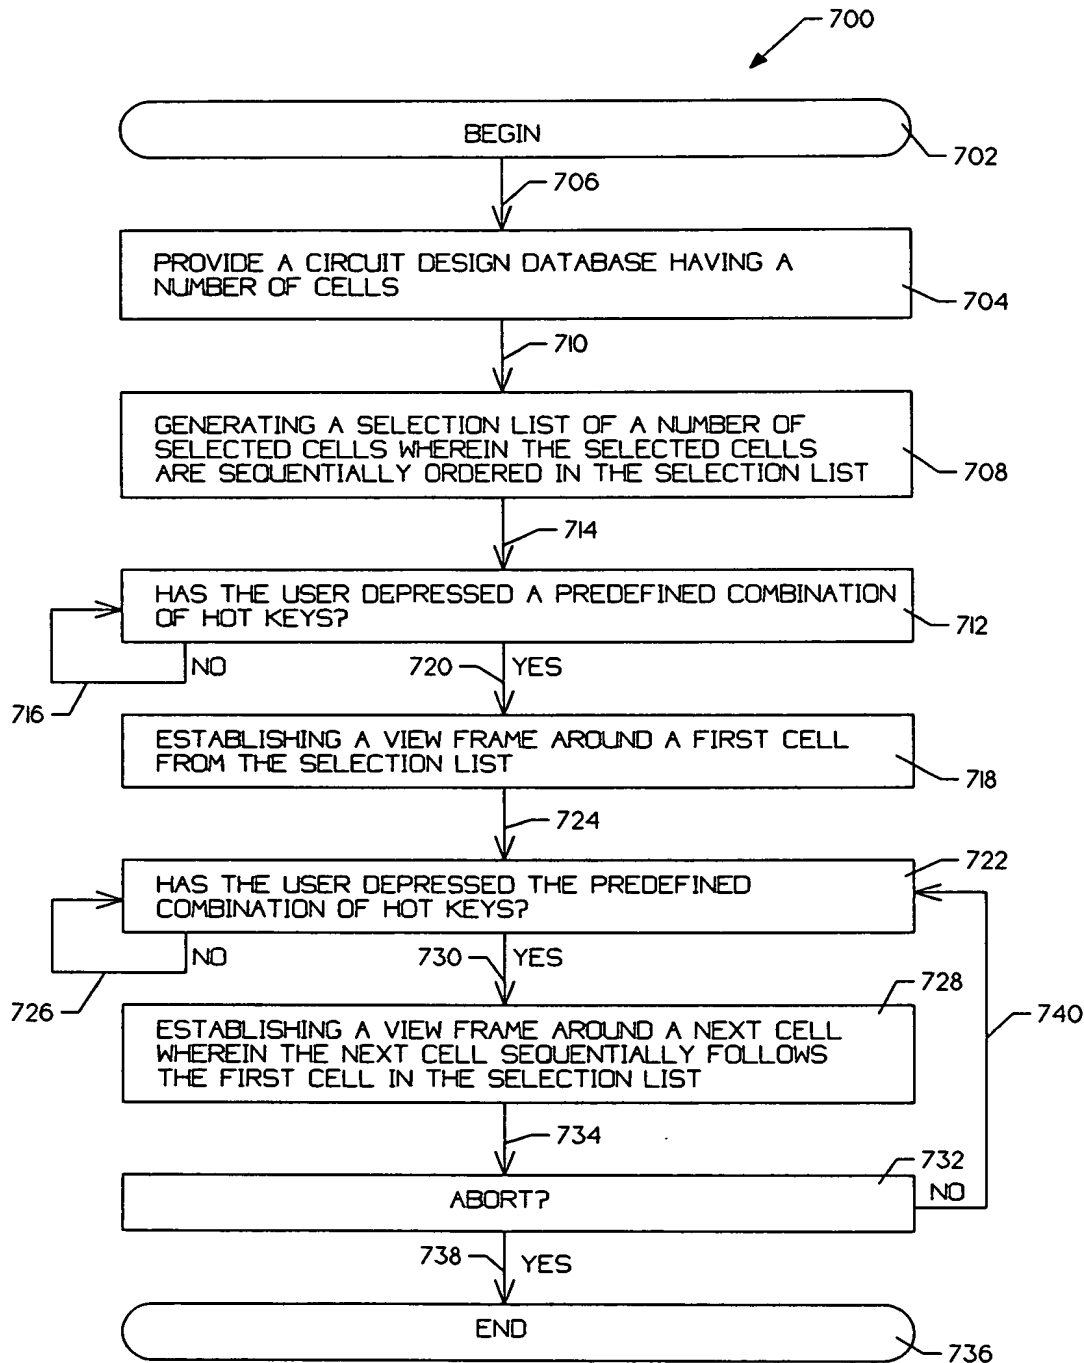 700
BEGIN
702
706
PROVIDE A CIRCUIT DESIGN DATABASE HAVING A
NUMBER OF CELLS
704
710
GENERATING A SELECTION LIST OF A NUMBER OF
SELECTED CELLS WHEREIN THE SELECTED CELLS
ARE SEQUENTIALLY ORDERED IN THE SELECTION LIST
708
714
HAS THE USER DEPRESSED A PREDEFINED COMBINATION
OF HOT KEYS?
712
NO
720
YES
716
ESTABLISHING A VIEW FRAME AROUND A FIRST CELL
FROM THE SELECTION LIST
718
724
722
HAS THE USER DEPRESSED THE PREDEFINED
COMBINATION OF HOT KEYS?
NO
730
YES
726
728
740
ESTABLISHING A VIEW FRAME AROUND A NEXT CELL
WHEREIN THE NEXT CELL SEQUENTIALLY FOLLOWS
THE FIRST CELL IN THE SELECTION LIST
734
732
ABORT?
NO
738
YES
END
736